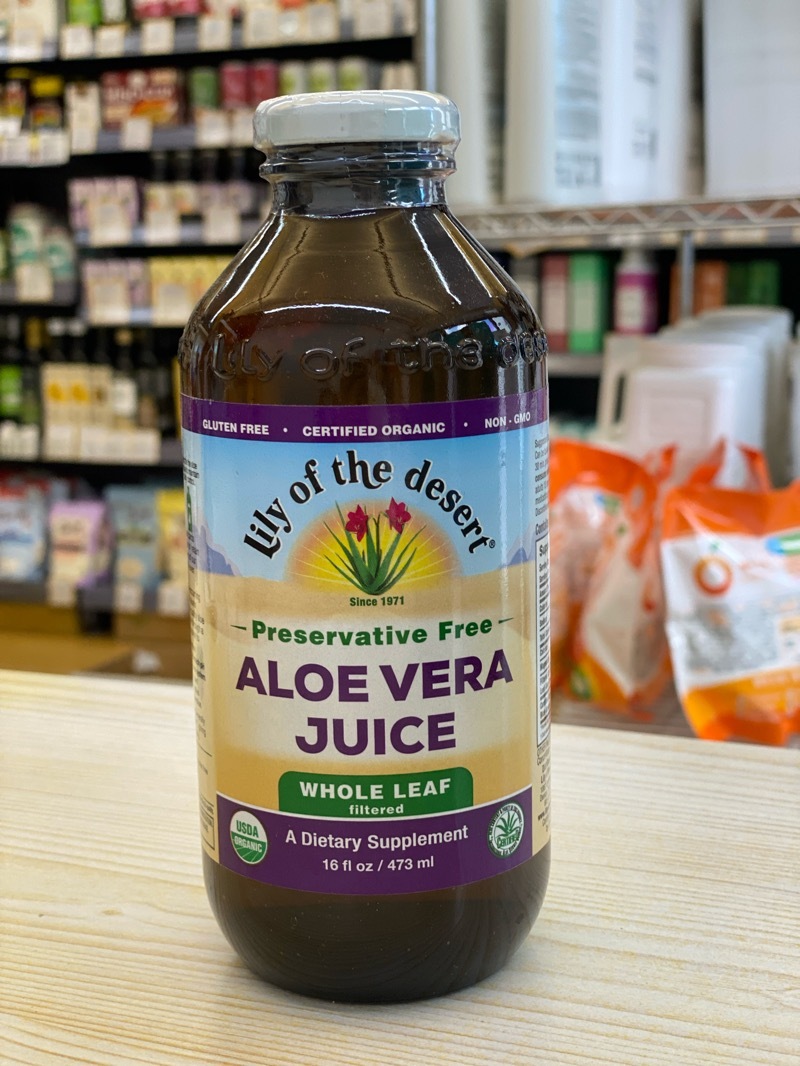 lily of the des
GLUTEN FREE • CERTIFIED ORGANIC • NON-GMO
lily of the desert®
Since 1971
Preservative Free
ALOE VERA
JUICE
WHOLE LEAF
filtered
USDA
ORGANIC
A Dietary Supplement
16 fl oz / 473 ml